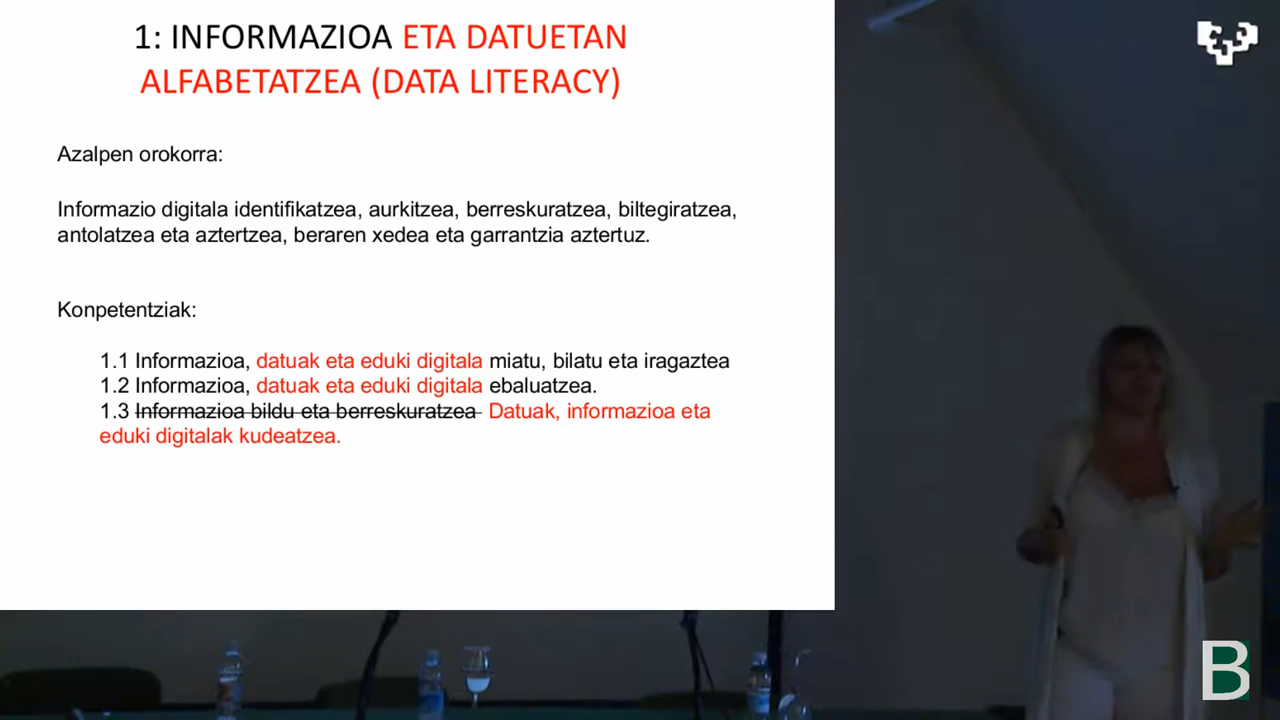 1: INFORMAZIOA ETA DATUETAN
ALFABETATZEA (DATA LITERACY)
Azalpen orokorra:
Informazio digitala identifikatzea, aurkitzea, berreskuratzea, biltegiratzea,
antolatzea eta aztertzea, beraren xedea eta garrantzia aztertuz.
Konpetentziak:
1.1 Informazioa, datuak eta eduki digitala miatu, bilatu eta iragaztea
1.2 Informazioa, datuak eta eduki digitala ebaluatzea.
1.3 Informazioa bildu eta berreskuratzea Datuak, informazioa eta
eduki digitalak kudeatzea.
B